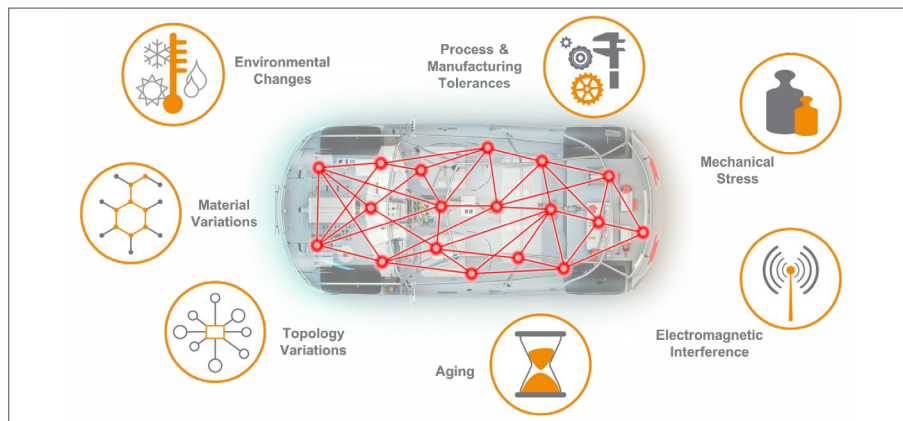 Environmental
Changes
Process &
Manufacturing
Tolerances
Mechanical
Stress
Material
Variations
Topology
Variations
Aging
Electromagnetic
Interference